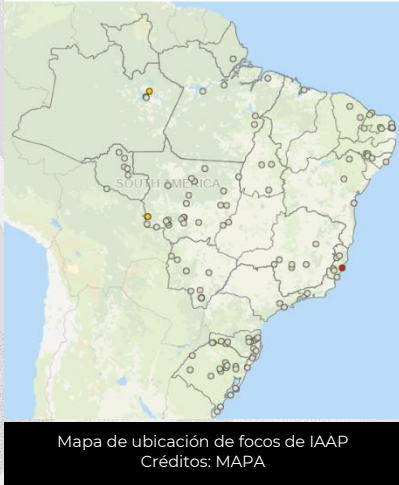 SOUTH AMERICA
Mapa de ubicación de focos de IAAP
Créditos: MAPA